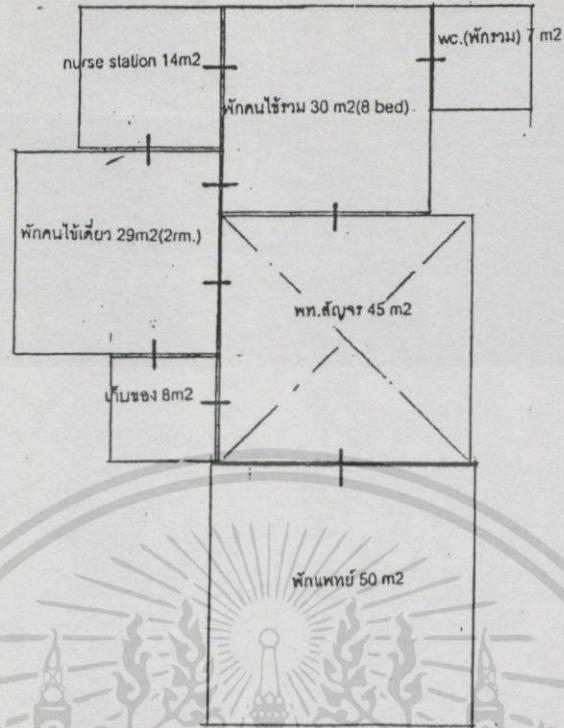 nurse station 14m2
wc.(พักรวม) 7 m2
พักคนไข้รวม 30 m2(8 bed)
พักคนไข้เดี่ยว 29m2(2rm.)
พท.สัญจร 45 m2
เก็บของ 8m2
พักแพทย์ 50 m2